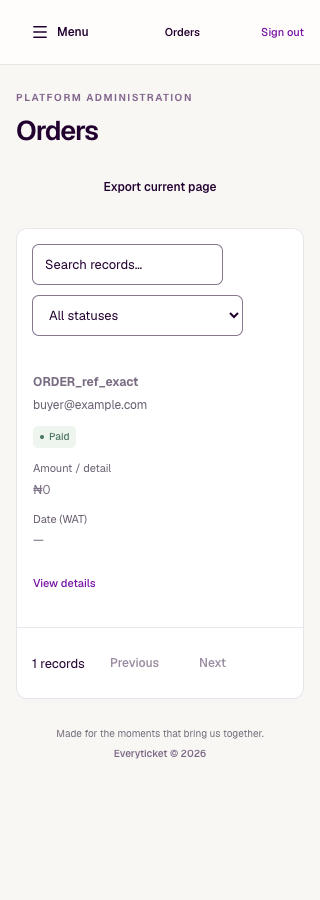 Menu
Orders
Sign out
PLATFORM ADMINISTRATION
Orders
Export current page
Search records...
All statuses
ORDER_ref_exact
buyer@example.com
Paid
Amount / detail
₦0
Date (WAT)
—
View details
1 records
Previous
Next
Made for the moments that bring us together.
Everyticket © 2026